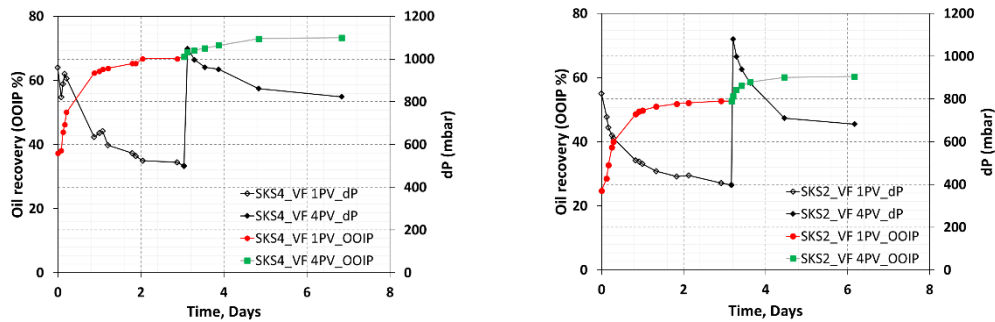 80
60
40
20
0
Oil recovery (OOIP %)
1200
1000
800
600
400
200
0
dP (mbar)
SKS4_VF 1PV_dP
SKS4_VF 4PV_dP
SKS4_VF 1PV_OOIP
SKS4_VF 4PV_OOIP
0 2 4 6 8
Time, Days
80
60
40
20
0
Oil recovery (OOIP %)
1200
1000
800
600
400
200
0
dP (mbar)
SKS2_VF 1PV_dP
SKS2_VF 4PV_dP
SKS2_VF 1PV_OOIP
SKS2_VF 4PV_OOIP
0 2 4 6 8
Time, Days